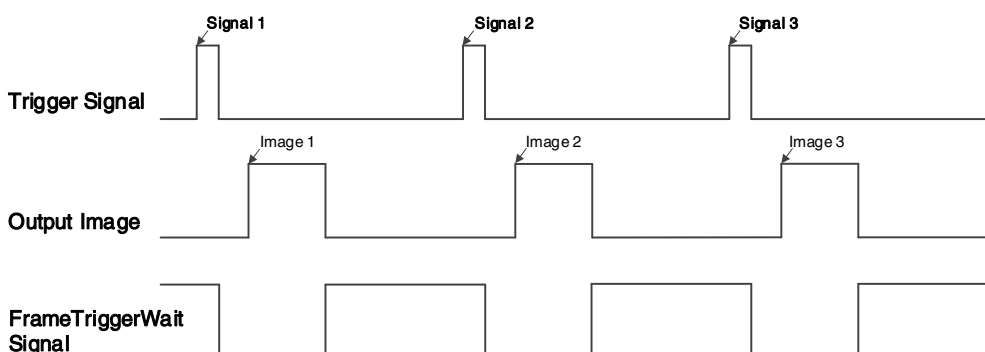 Signal 1
Signal 2
Signal 3
Trigger Signal
Image 1
Image 2
Image 3
Output Image
FrameTriggerWait
Signal